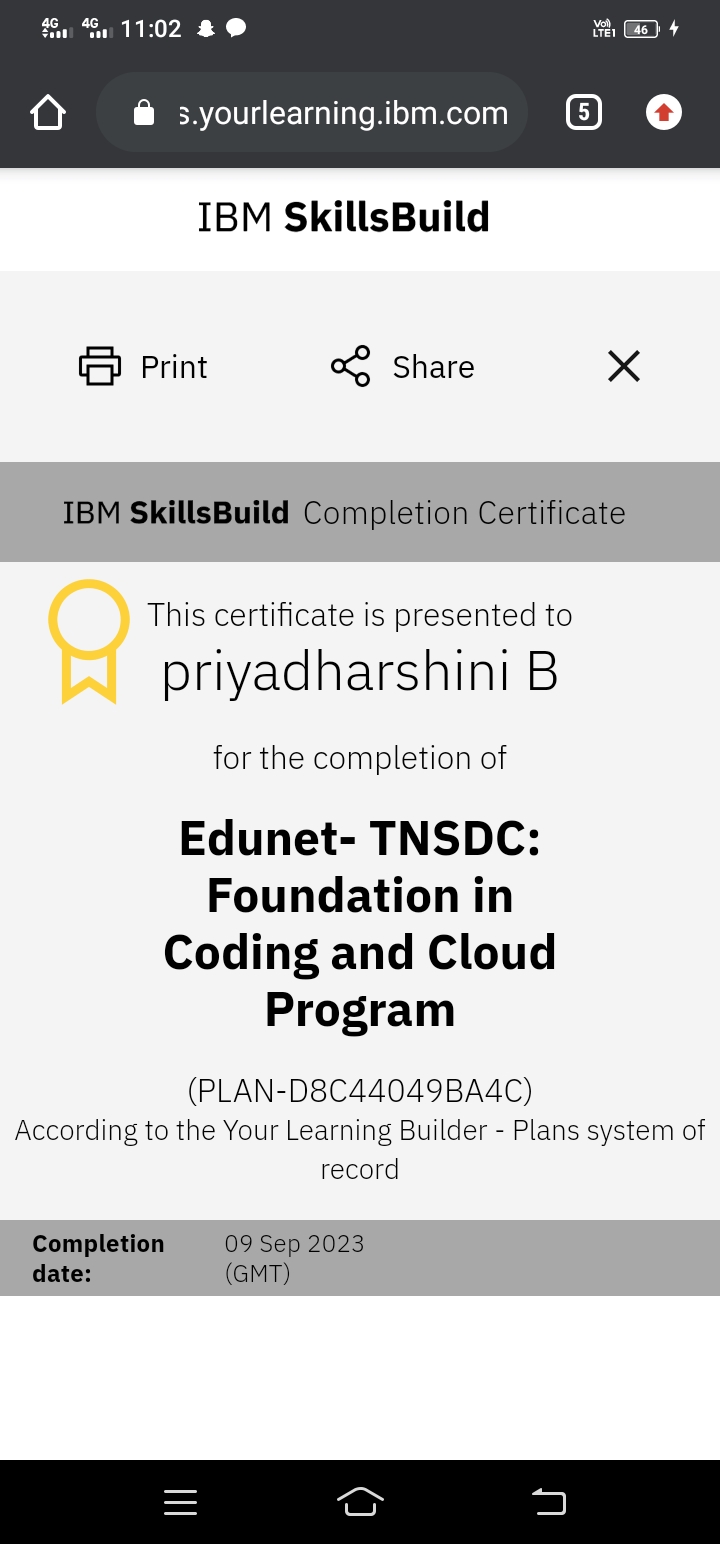 4G 4G 11:02 Vo) LTE1 46
s.yourlearning.ibm.com 5
IBM SkillsBuild
Print Share
IBM SkillsBuild Completion Certificate
This certificate is presented to
priyadharshini B
for the completion of
Edunet- TNSDC:
Foundation in
Coding and Cloud
Program
(PLAN-D8C44049BA4C)
According to the Your Learning Builder - Plans system of
record
Completion 09 Sep 2023
date: (GMT)